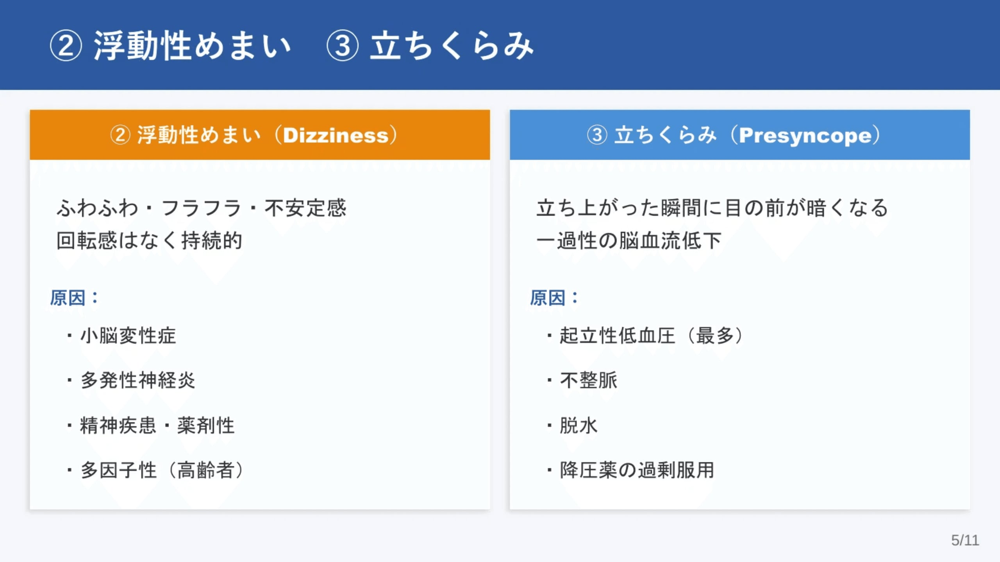 ② 浮動性めまい　③ 立ちくらみ
② 浮動性めまい（Dizziness）
ふわふわ・フラフラ・不安定感
回転感はなく持続的
原因：
・小脳変性症
・多発性神経炎
・精神疾患・薬剤性
・多因子性（高齢者）
③ 立ちくらみ（Presyncope）
立ち上がった瞬間に目の前が暗くなる
一過性の脳血流低下
原因：
・起立性低血圧（最多）
・不整脈
・脱水
・降圧薬の過剰服用
5/11